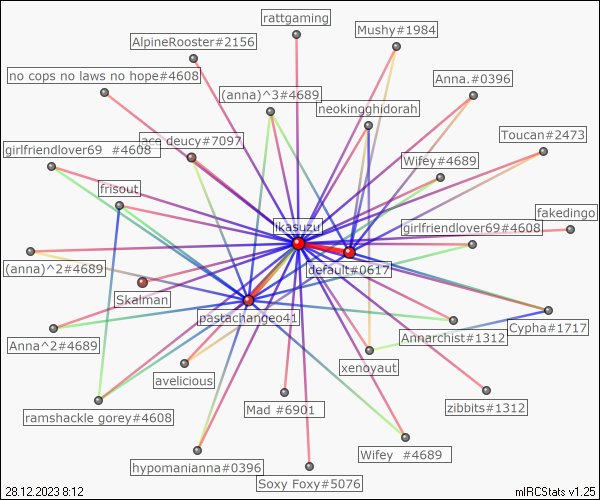 rattgaming
Mushy#1984
AlpineRooster#2156
no cops no laws no hope#4608
Anna.#0396
(anna)^3#4689
neokingghidorah
Toucan#2473
ace deucy#7097
girlfriendlover69 #4608
Wifey#4689
frisout
fakedingo
ikasuzu
girlfriendlover69#4608
(anna)^2#4689
default#0617
Skalman
pastachangeo41
Cypha#1717
Annarchist#1312
Anna^2#4689
xenoyaut
avelicious
zibbits#1312
ramshackle gorey#4608
Mad #6901
Wifey #4689
hypomanianna#0396
Soxy Foxy#5076
28.12.2023 8:12
mIRCStats v1.25